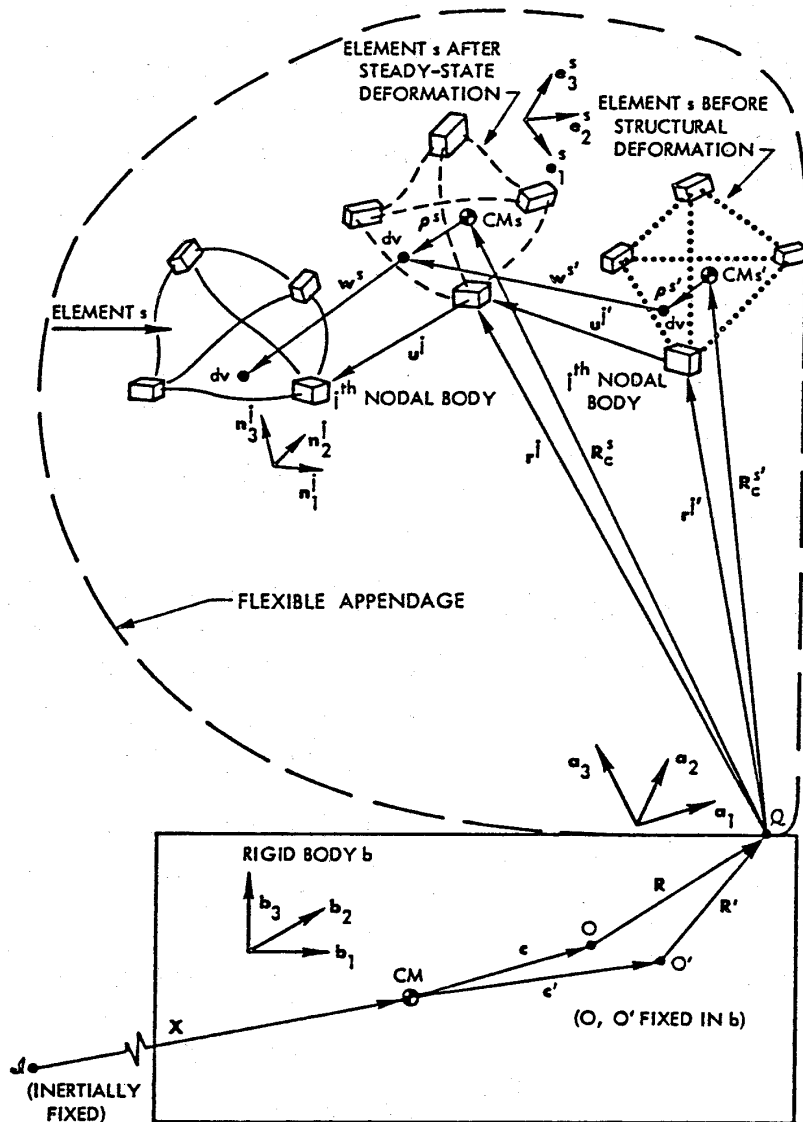 ELEMENT s AFTER
STEADY-STATE
DEFORMATION
e₃ˢ
e₂ˢ
e₁ˢ
ELEMENT s BEFORE
STRUCTURAL
DEFORMATION
ρˢ
CMs
dv
wˢ
wˢ′
ρˢ′
CMs′
dv
ELEMENT s
dv
uʲ
uʲ′
jᵗʰ NODAL BODY
jᵗʰ NODAL
BODY
n₃ʲ
n₂ʲ
n₁ʲ
rʲ
R꜀ˢ
rʲ′
R꜀ˢ′
FLEXIBLE APPENDAGE
a₃
a₂
a₁
Q
RIGID BODY b
b₃
b₂
b₁
R
R′
O
c
O′
CM
c′
(O, O′ FIXED IN b)
X
(INERTIALLY
FIXED)